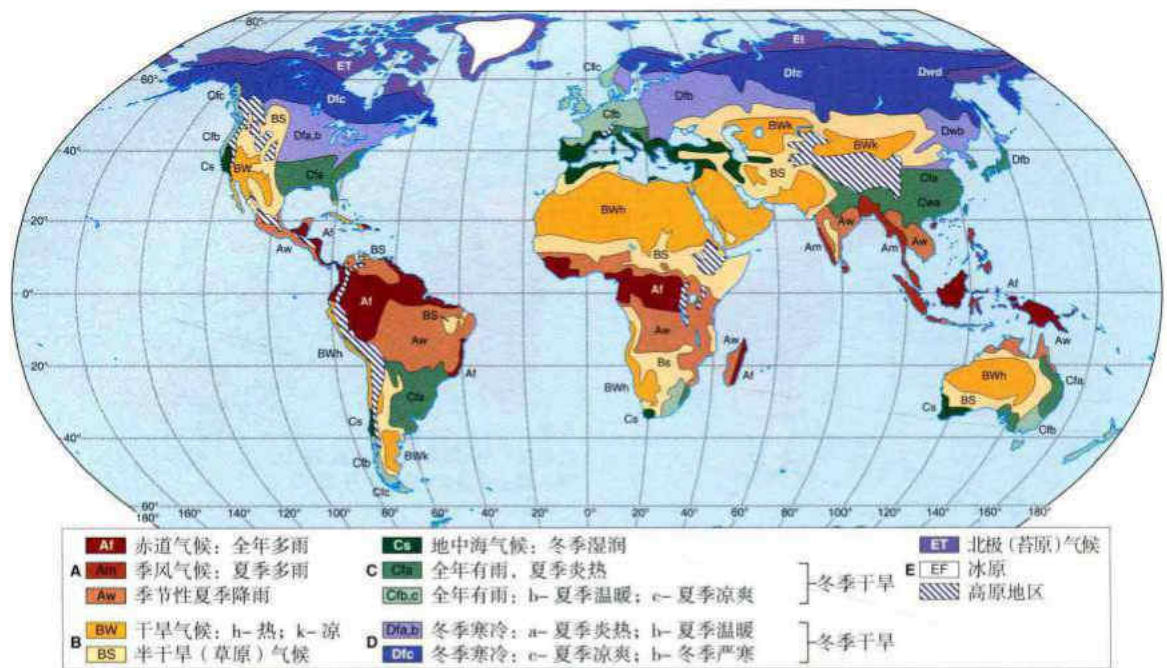 80°
Et
ET
Cfc
Dfc
Dwd
60°
Dfc
Cfc
BS
Dfb
Cfb
Dfa,b
Cfb
BWk
Dwb
BWk
40°
Cs
BW
Cfa
BS
Dfb
Cfa
BWh
Cwa
20°
Af
Aw
BS
BS
Am
Aw
Am
Aw
Af
Af
Af
0°
BS
Aw
Aw
Aw
BWh
Bs
20°
Af
BWh
Af
BWh
Cfa
Cfa
Cs
BS
Cs
Cs
Cfb
40°
Cfb
BWk
Cfc
60°
60°
180° 160° 140° 120° 100° 80° 60° 40° 20° 0° 20° 40° 60° 80° 100° 120° 140° 160° 180°
A
Af 赤道气候：全年多雨
Am 季风气候：夏季多雨
Aw 季节性夏季降雨
B
BW 干旱气候：h-热；k-凉
BS 半干旱（草原）气候
C
Cs 地中海气候：冬季湿润
Cfa 全年有雨，夏季炎热
Cfb,c 全年有雨：b-夏季温暖；c-夏季凉爽
冬季干旱
D
Dfa,b 冬季寒冷：a-夏季炎热；b-夏季温暖
Dfc 冬季寒冷：c-夏季凉爽；b-冬季严寒
冬季干旱
E
ET 北极（苔原）气候
EF 冰原
高原地区